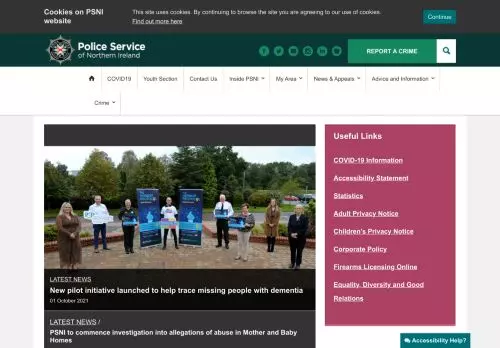 Cookies on PSNI
website
This site uses cookies. By continuing to browse the site you are agreeing to our use of cookies.
Find out more here
Continue
Police Service
of Northern Ireland
REPORT A CRIME
COVID19
Youth Section
Contact Us
Inside PSNI
My Area
News & Appeals
Advice and Information
Crime
LATEST NEWS
New pilot initiative launched to help trace missing people with dementia
01 October 2021
LATEST NEWS /
PSNI to commence investigation into allegations of abuse in Mother and Baby
Homes
Useful Links
COVID-19 Information
Accessibility Statement
Statistics
Adult Privacy Notice
Children's Privacy Notice
Corporate Policy
Firearms Licensing Online
Equality, Diversity and Good
Relations
Accessibility Help?